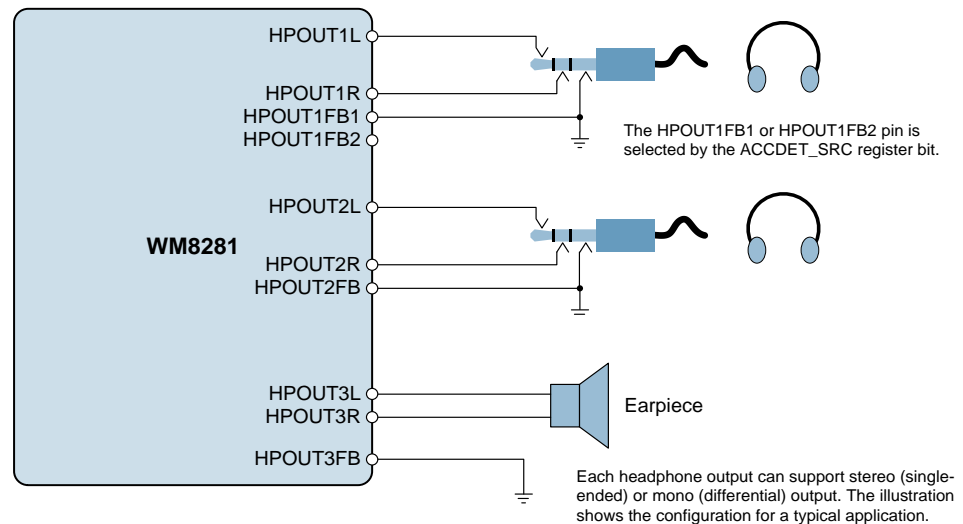 HPOUT1L
HPOUT1R
HPOUT1FB1
HPOUT1FB2
The HPOUT1FB1 or HPOUT1FB2 pin is
selected by the ACCDET_SRC register bit.
HPOUT2L
WM8281
HPOUT2R
HPOUT2FB
HPOUT3L
HPOUT3R
Earpiece
HPOUT3FB
Each headphone output can support stereo (single-
ended) or mono (differential) output. The illustration
shows the configuration for a typical application.